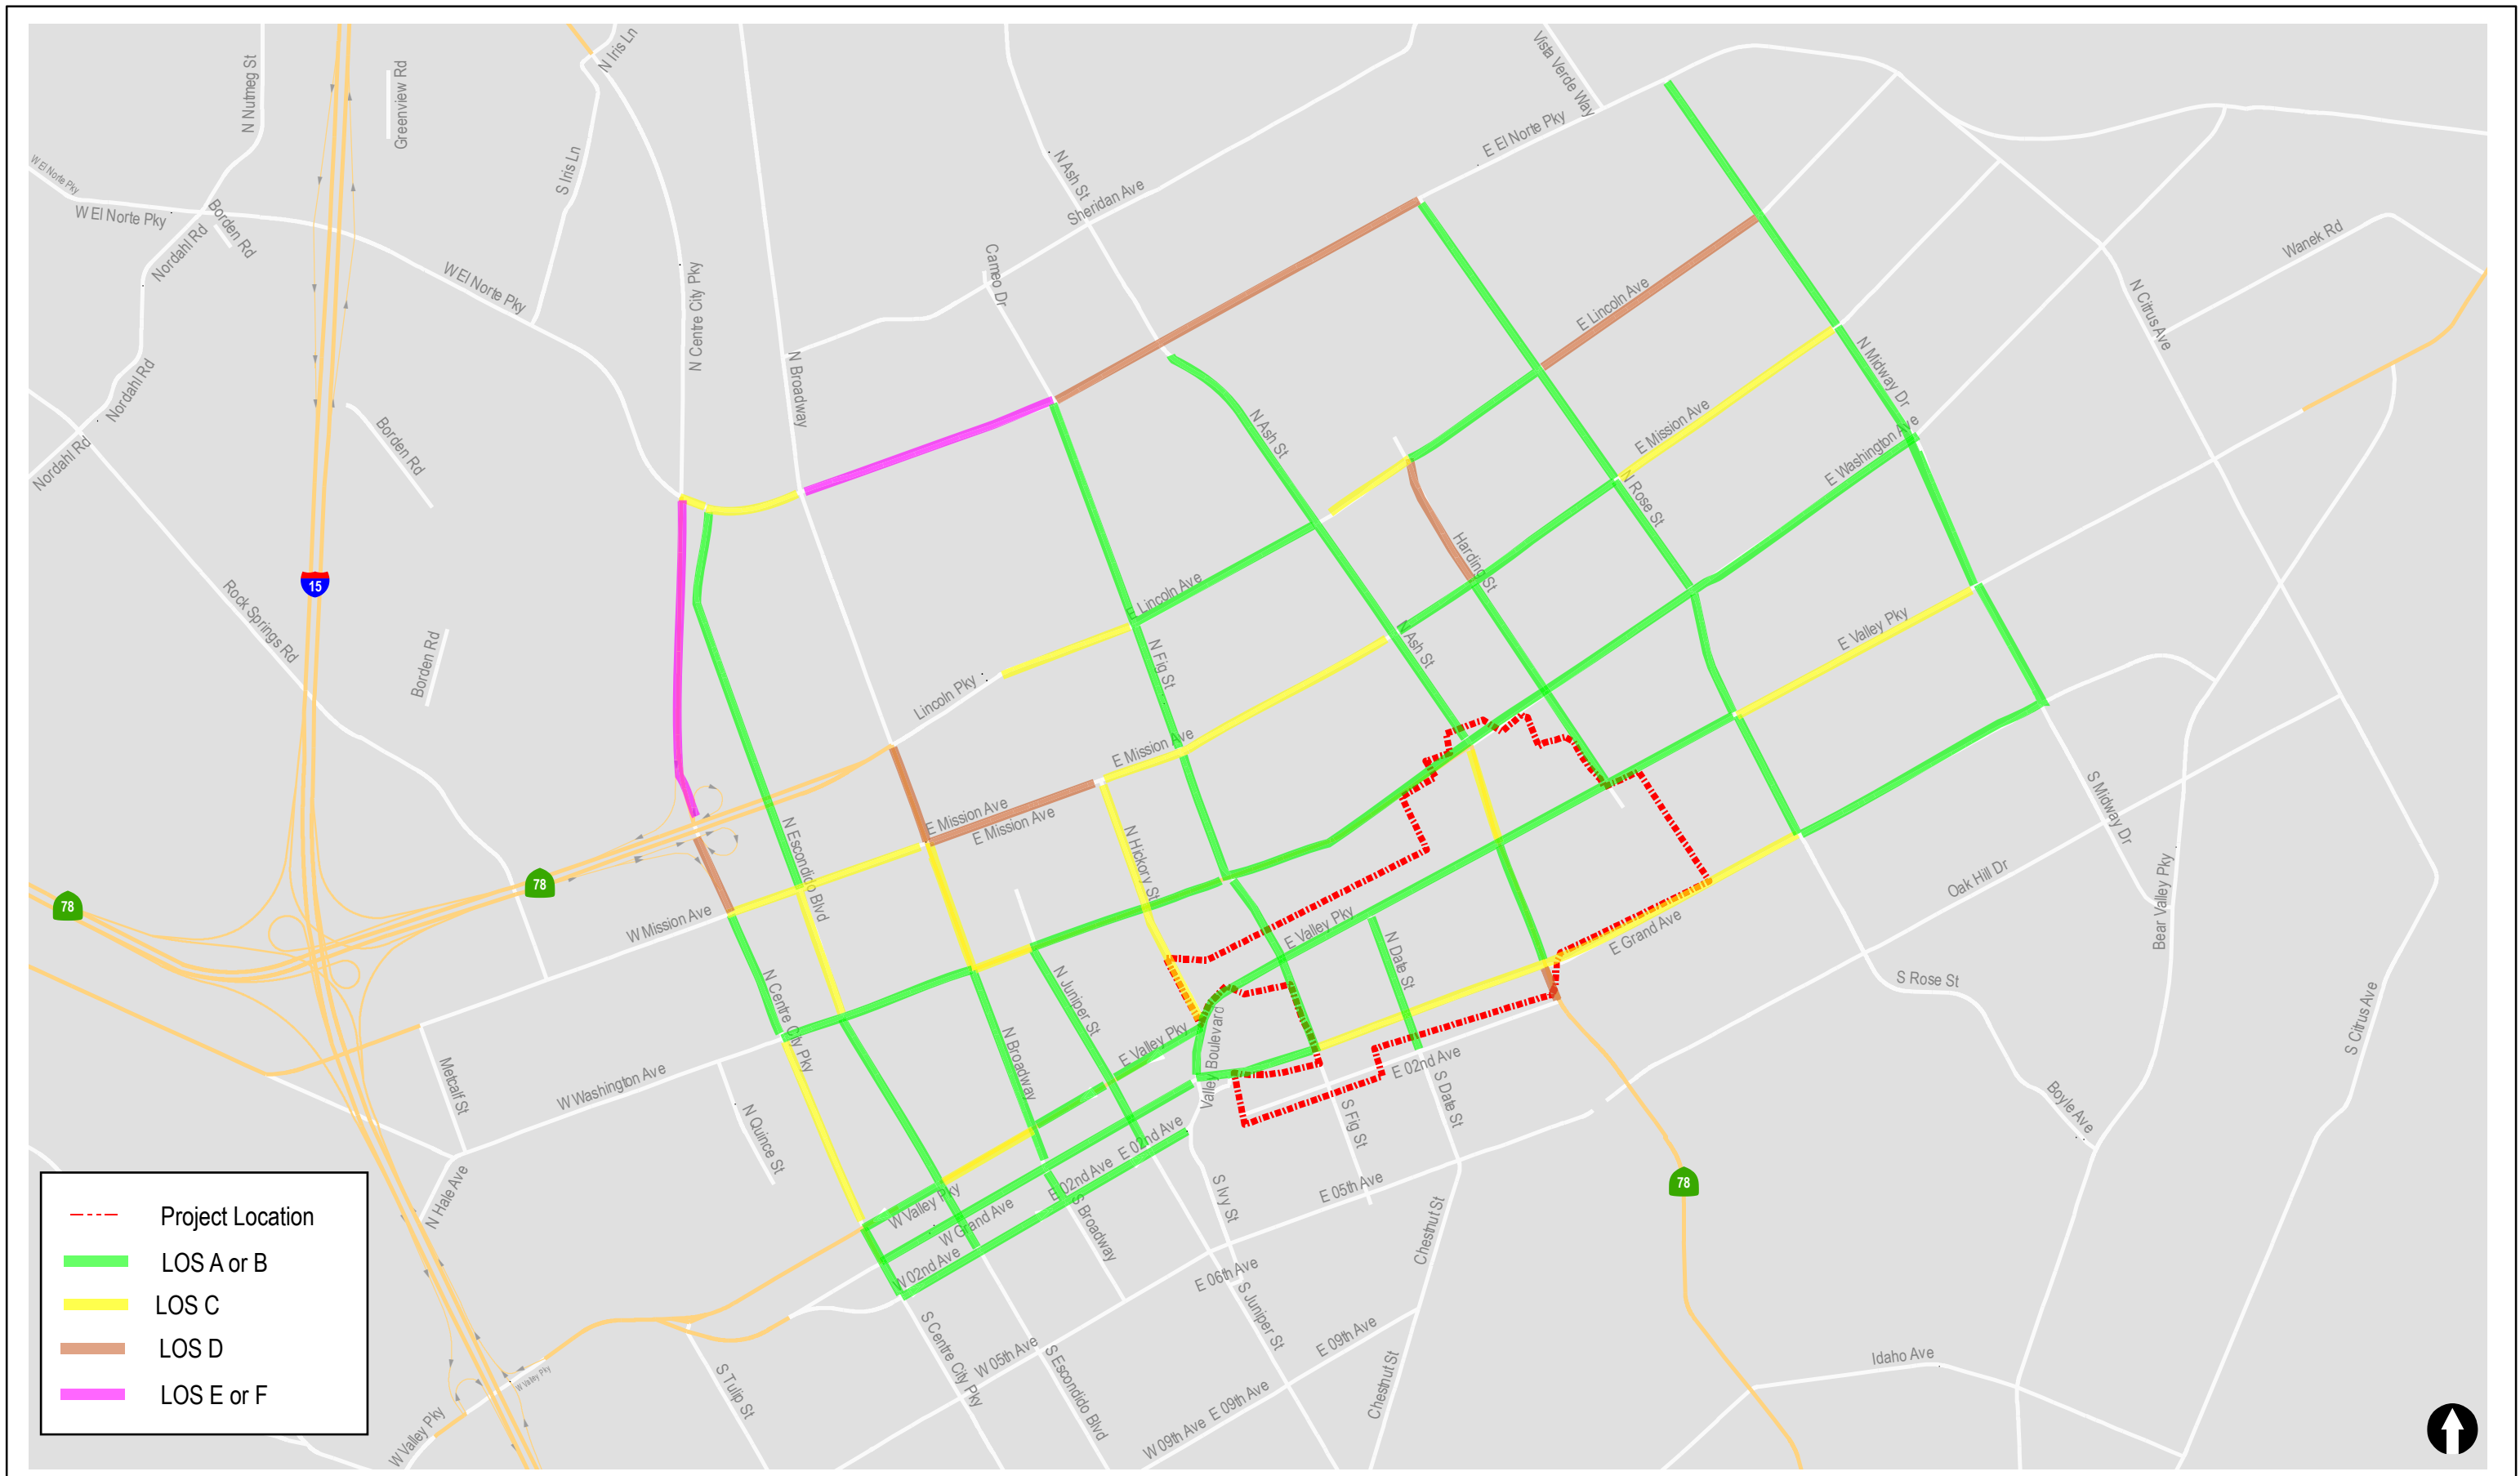 N Iris Ln
Vista Verde Way
N Nutmeg St
Greenview Rd
E El Norte Pky
W El Norte Pky
S Iris Ln
N Ash St
Sheridan Ave
W El Norte Pky
Borden Rd
Nordahl Rd
Wanek Rd
Cameo Dr
W El Norte Pky
N Centre City Pky
E Lincoln Ave
N Citrus Ave
N Broadway
N Midway Dr
Nordahl Rd
N Ash St
E Mission Ave
Borden Rd
E Washington Ave
Nordahl Rd
N Rose St
Harding St
15
Rock Springs Rd
E Lincoln Ave
N Ash St
E Valley Pky
Borden Rd
N Fig St
Lincoln Pky
E Mission Ave
S Midway Dr
E Mission Ave
E Mission Ave
N Escondido Blvd
N Hickory St
Oak Hill Dr
78
78
W Mission Ave
E Valley Pky
E Grand Ave
Bear Valley Pky
N Date St
S Rose St
N Centre City Pky
N Juniper St
S Citrus Ave
E Valley Pky
Valley Boulevard
N Broadway
Metcalf St
W Washington Ave
E 02nd Ave
S Date St
Boyle Ave
N Quince St
S Fig St
E 02nd Ave
E 02nd Ave
78
N Hale Ave
E 05th Ave
S Ivy St
W Valley Pky
W Grand Ave
S Broadway
Chestnut St
W 02nd Ave
E 06th Ave
S Juniper St
E 09th Ave
S Centre City Pky
W 05th Ave
Idaho Ave
S Escondido Blvd
W Valley Pky
S Tulip St
Chestnut St
E 09th Ave
W 09th Ave
W Valley Pky
Project Location
LOS A or B
LOS C
LOS D
LOS E or F